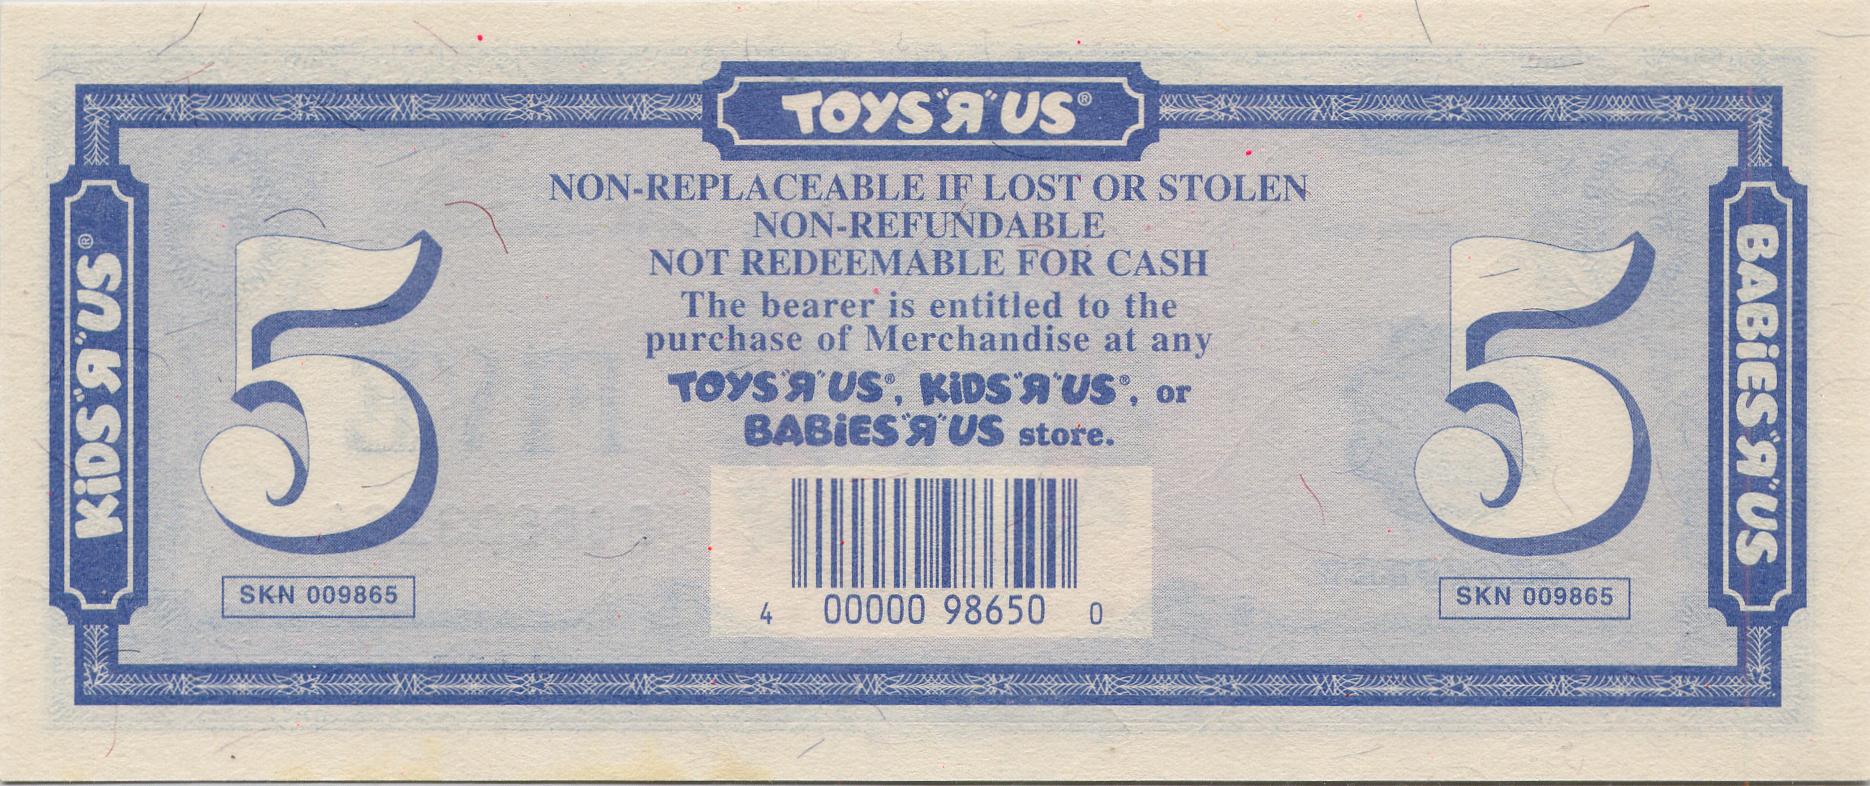 TOYS"Я"US®
NON-REPLACEABLE IF LOST OR STOLEN
NON-REFUNDABLE
NOT REDEEMABLE FOR CASH
The bearer is entitled to the
purchase of Merchandise at any
TOYS"Я"US®, KiDS"Я"US®, or
BABiES"Я"US store.
KiDS"Я"US®
5
SKN 009865
4 00000 98650 0
5
SKN 009865
BABiES"Я"US